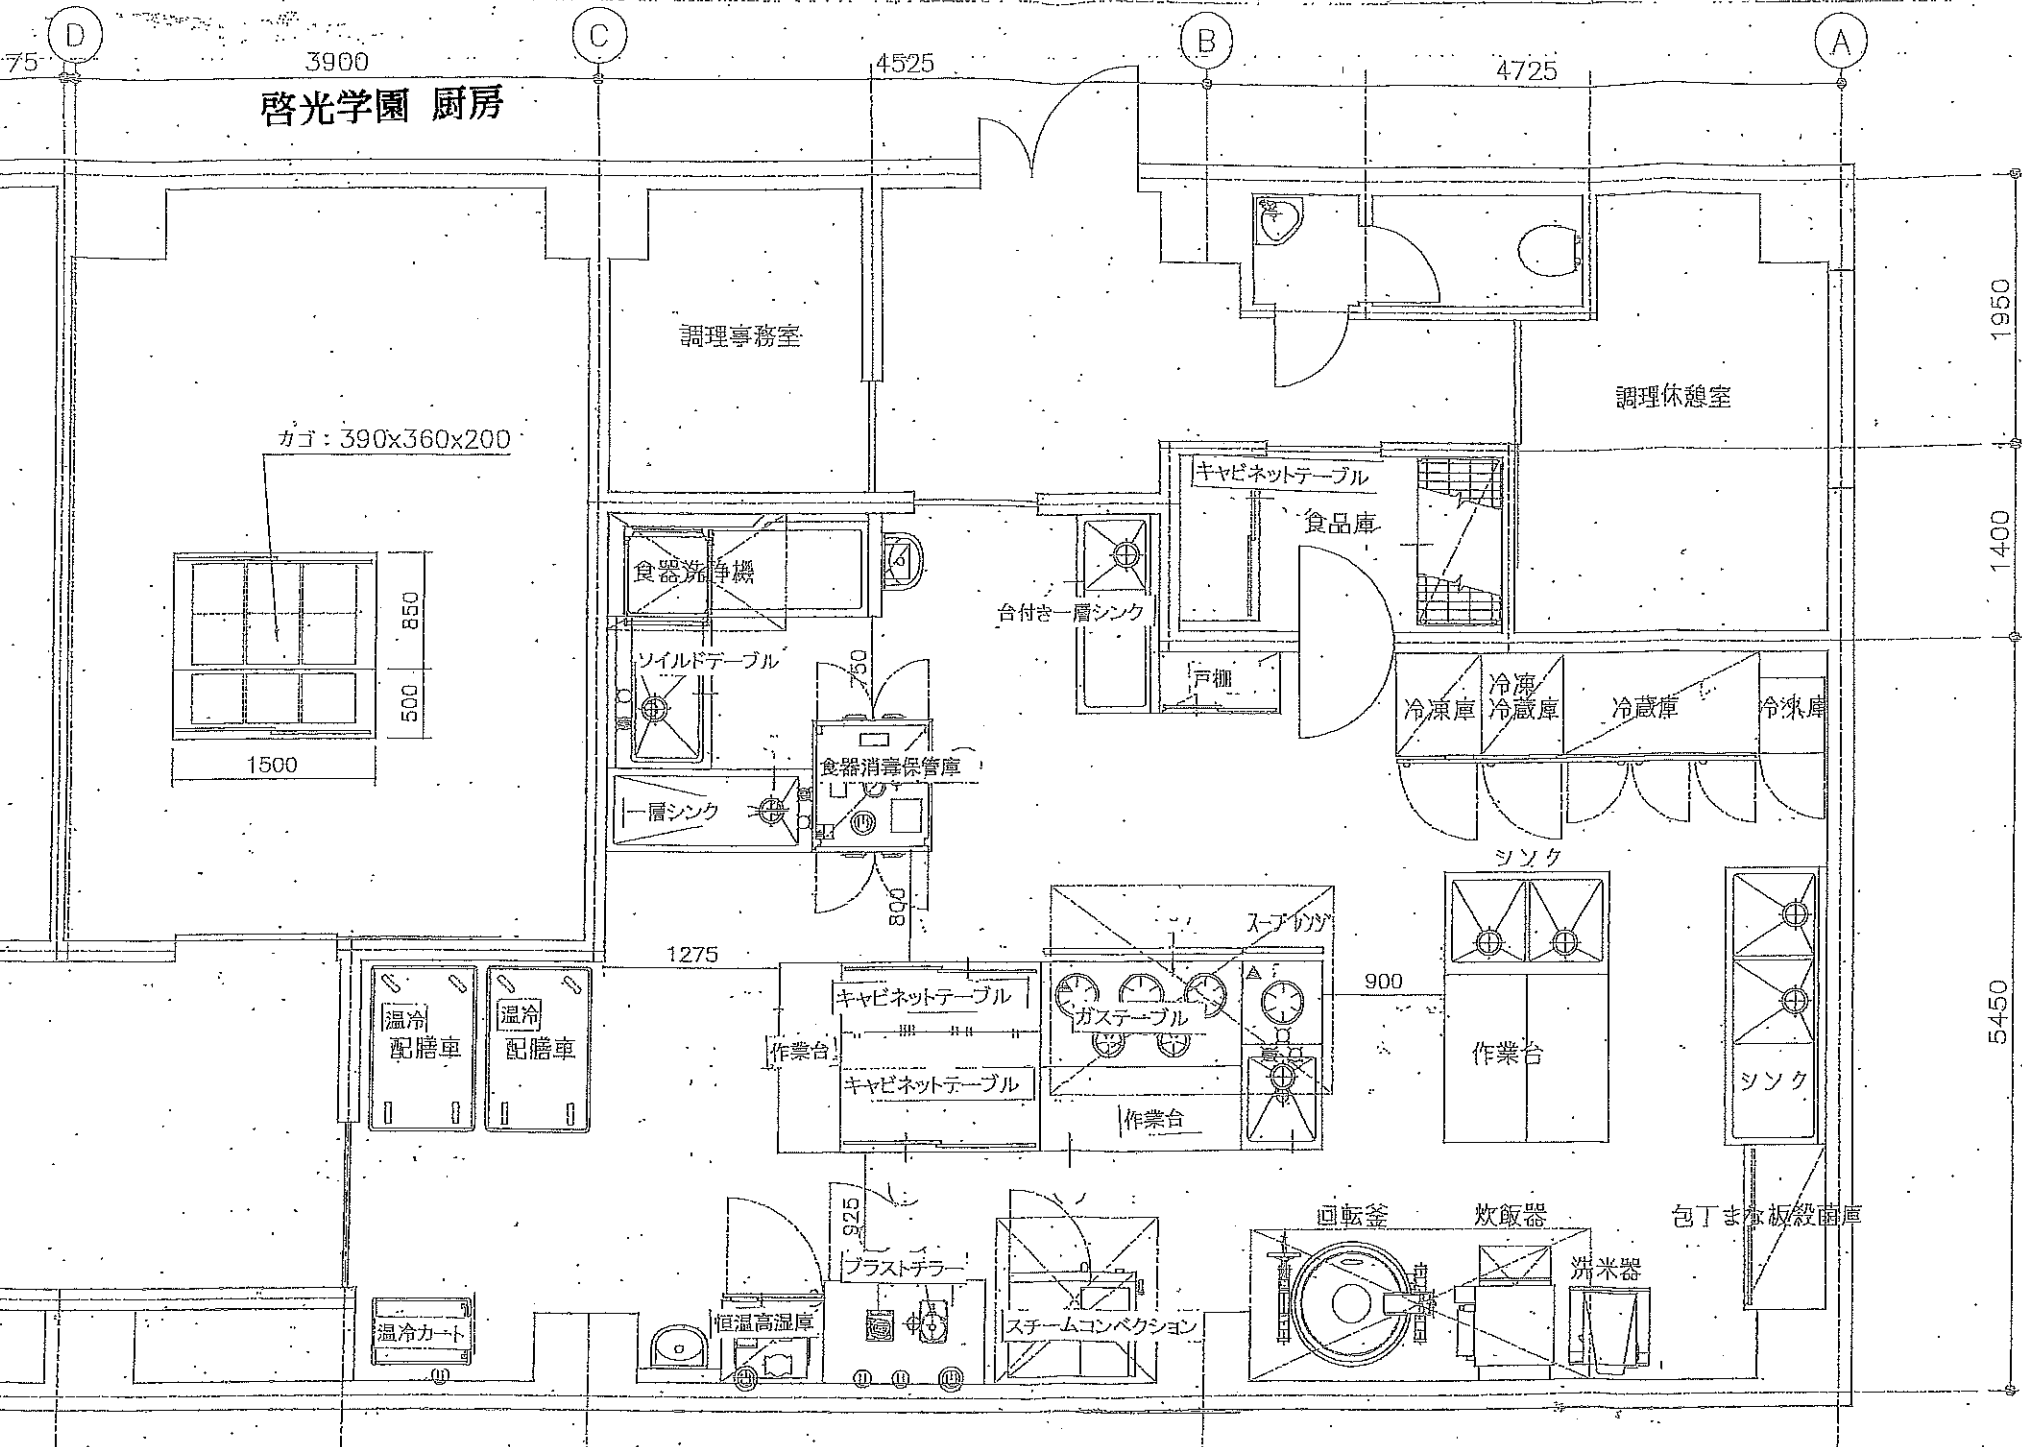 D
C
B
A
75
3900
4525
4725
啓光学園 厨房
1950
調理事務室
調理休憩室
カゴ：390x360x200
キャビネットテーブル
食品庫
1400
食器洗浄機
台付き一層シンク
850
500
1500
ソイルドテーブル
750
戸棚
冷凍庫
冷凍
冷蔵庫
冷蔵庫
冷凍庫
食器消毒保管庫
一層シンク
800
シンク
スープレンジ
1275
900
キャビネットテーブル
ガステーブル
温冷
配膳車
温冷
配膳車
作業台
作業台
5450
キャビネットテーブル
シンク
作業台
925
回転釜
炊飯器
包丁まな板殺菌庫
ブラストチラー
洗米器
温冷カート
恒温高湿庫
スチームコンベクション